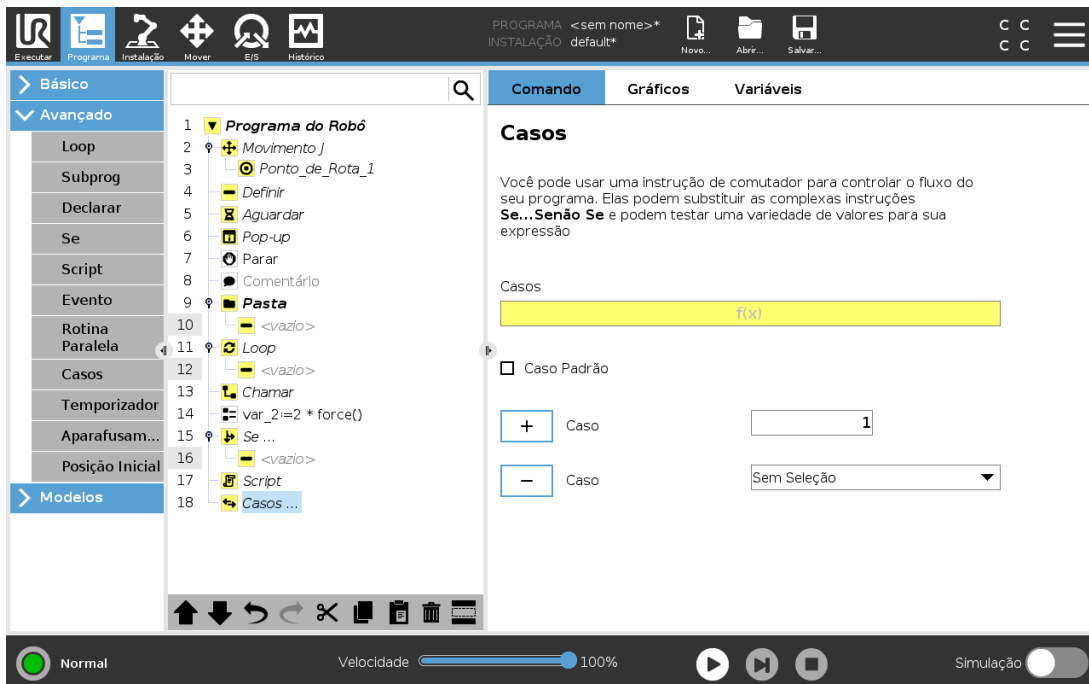 PROGRAMA <sem nome>*
INSTALAÇÃO default*
UR
Executar
Programa
Instalação
Mover
E/S
Histórico
Novo...
Abrir...
Salvar...
C C
C C
Básico
Avançado
Loop
Subprog
Declarar
Se
Script
Evento
Rotina
Paralela
Casos
Temporizador
Aparafusam...
Posição Inicial
Modelos
1 Programa do Robô
2 Movimento J
3 Ponto_de_Rota_1
4 Definir
5 Aguardar
6 Pop-up
7 Parar
8 Comentário
9 Pasta
10 <vazio>
11 Loop
12 <vazio>
13 Chamar
14 var_2:=2 * force()
15 Se ...
16 <vazio>
17 Script
18 Casos ...
Comando Gráficos Variáveis
Casos
Você pode usar uma instrução de comutador para controlar o fluxo do
seu programa. Elas podem substituir as complexas instruções
Se...Senão Se e podem testar uma variedade de valores para sua
expressão
Casos
f(x)
Caso Padrão
+ Caso 1
− Caso Sem Seleção
Normal
Velocidade 100%
Simulação